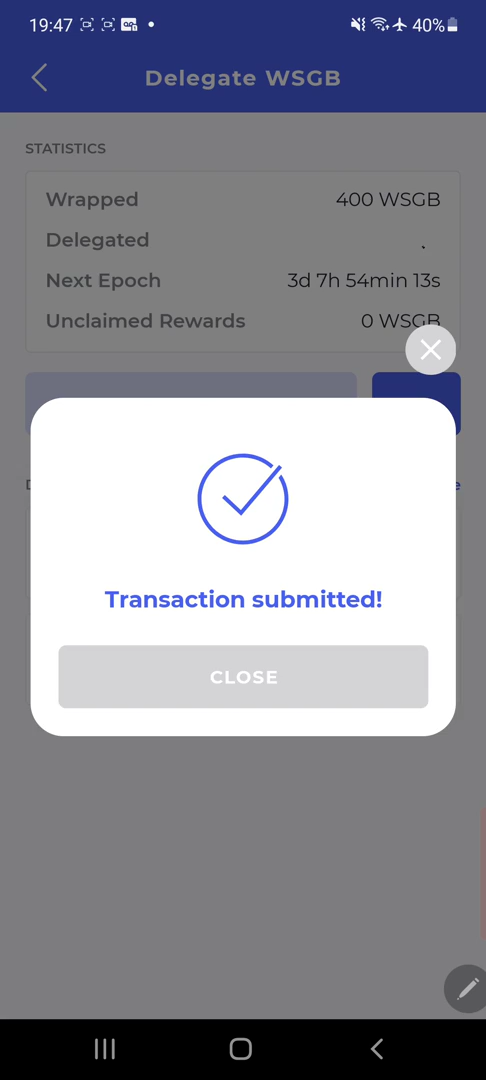 19:47 40%
Delegate WSGB
STATISTICS
Wrapped 400 WSGB
Delegated .
Next Epoch 3d 7h 54min 13s
Unclaimed Rewards 0 WSGB
Transaction submitted!
CLOSE